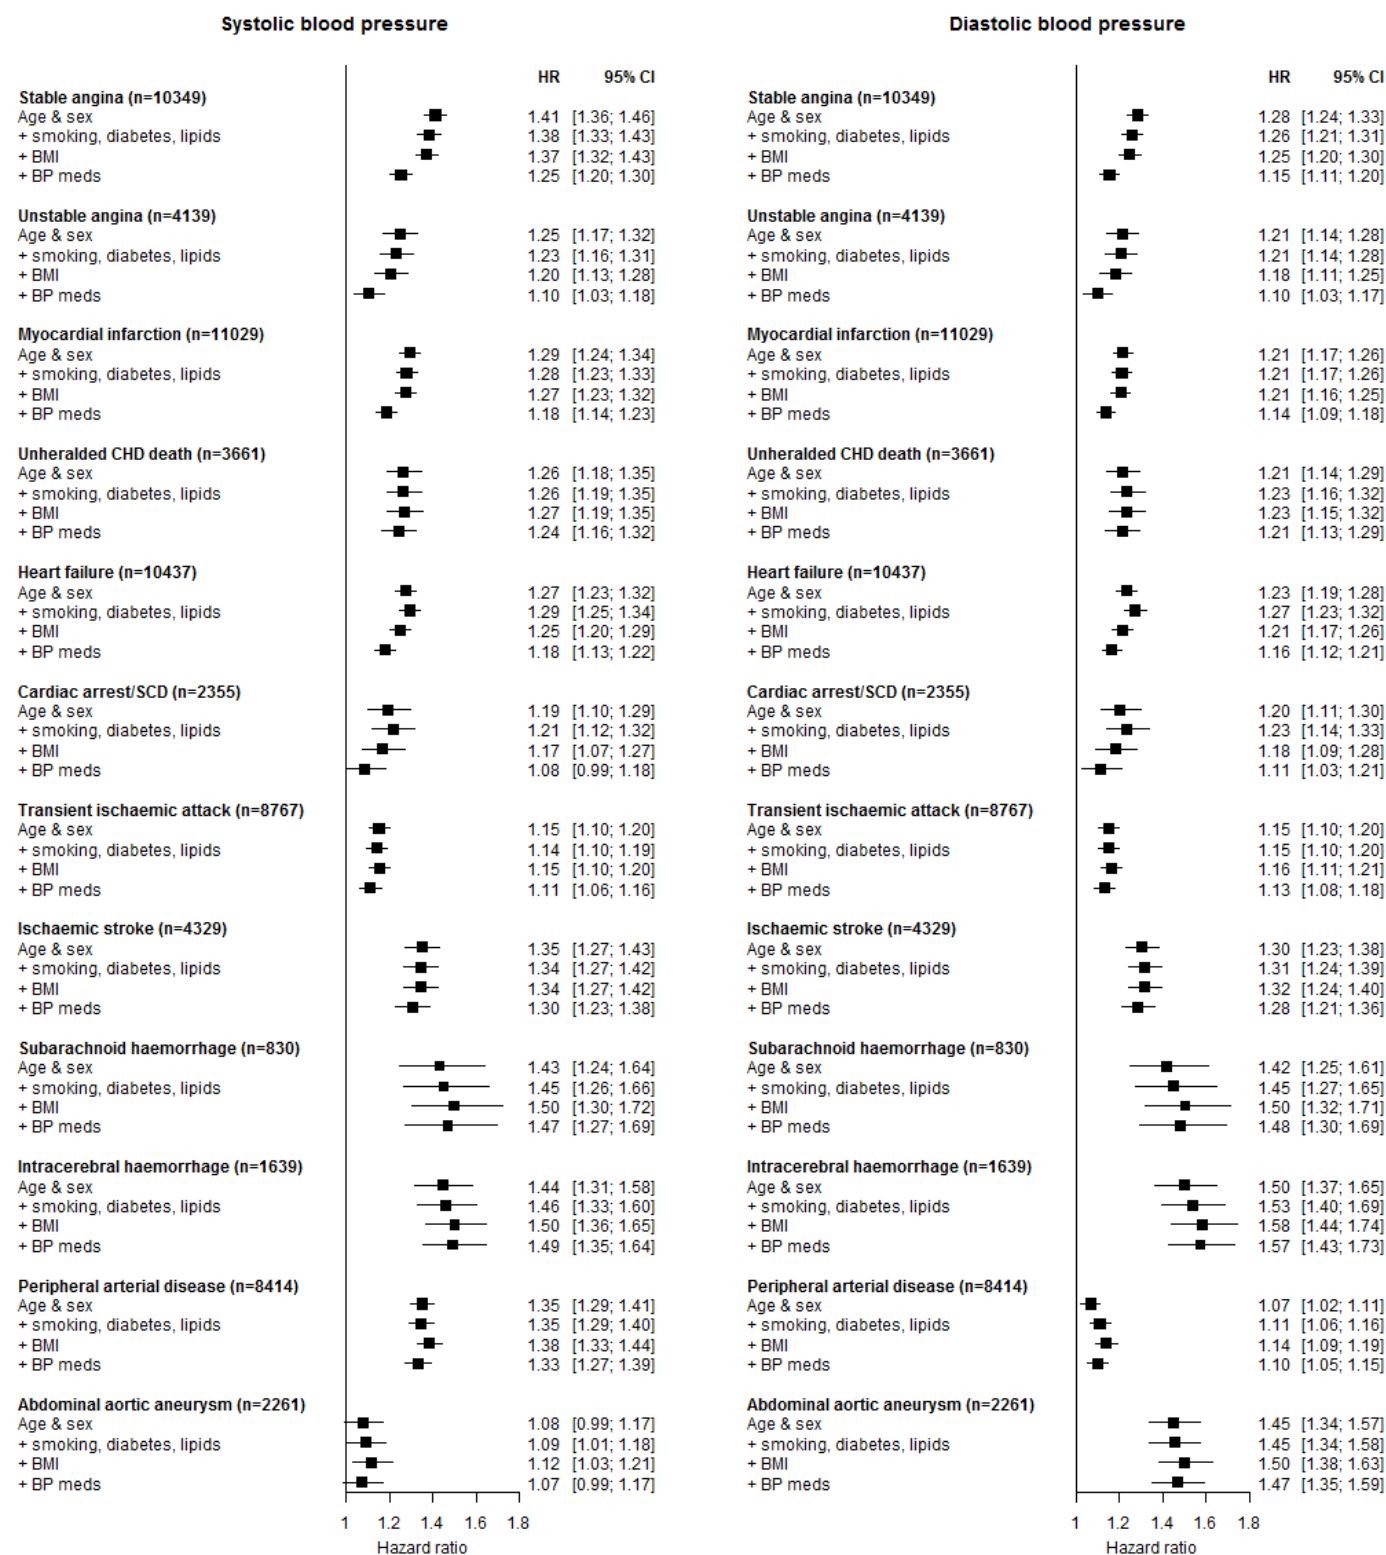 Systolic blood pressure
HR 95% CI
Stable angina (n=10349)
Age & sex 1.41 [1.36; 1.46]
+ smoking, diabetes, lipids 1.38 [1.33; 1.43]
+ BMI 1.37 [1.32; 1.43]
+ BP meds 1.25 [1.20; 1.30]
Unstable angina (n=4139)
Age & sex 1.25 [1.17; 1.32]
+ smoking, diabetes, lipids 1.23 [1.16; 1.31]
+ BMI 1.20 [1.13; 1.28]
+ BP meds 1.10 [1.03; 1.18]
Myocardial infarction (n=11029)
Age & sex 1.29 [1.24; 1.34]
+ smoking, diabetes, lipids 1.28 [1.23; 1.33]
+ BMI 1.27 [1.23; 1.32]
+ BP meds 1.18 [1.14; 1.23]
Unheralded CHD death (n=3661)
Age & sex 1.26 [1.18; 1.35]
+ smoking, diabetes, lipids 1.26 [1.19; 1.35]
+ BMI 1.27 [1.19; 1.35]
+ BP meds 1.24 [1.16; 1.32]
Heart failure (n=10437)
Age & sex 1.27 [1.23; 1.32]
+ smoking, diabetes, lipids 1.29 [1.25; 1.34]
+ BMI 1.25 [1.20; 1.29]
+ BP meds 1.18 [1.13; 1.22]
Cardiac arrest/SCD (n=2355)
Age & sex 1.19 [1.10; 1.29]
+ smoking, diabetes, lipids 1.21 [1.12; 1.32]
+ BMI 1.17 [1.07; 1.27]
+ BP meds 1.08 [0.99; 1.18]
Transient ischaemic attack (n=8767)
Age & sex 1.15 [1.10; 1.20]
+ smoking, diabetes, lipids 1.14 [1.10; 1.19]
+ BMI 1.15 [1.10; 1.20]
+ BP meds 1.11 [1.06; 1.16]
Ischaemic stroke (n=4329)
Age & sex 1.35 [1.27; 1.43]
+ smoking, diabetes, lipids 1.34 [1.27; 1.42]
+ BMI 1.34 [1.27; 1.42]
+ BP meds 1.30 [1.23; 1.38]
Subarachnoid haemorrhage (n=830)
Age & sex 1.43 [1.24; 1.64]
+ smoking, diabetes, lipids 1.45 [1.26; 1.66]
+ BMI 1.50 [1.30; 1.72]
+ BP meds 1.47 [1.27; 1.69]
Intracerebral haemorrhage (n=1639)
Age & sex 1.44 [1.31; 1.58]
+ smoking, diabetes, lipids 1.46 [1.33; 1.60]
+ BMI 1.50 [1.36; 1.65]
+ BP meds 1.49 [1.35; 1.64]
Peripheral arterial disease (n=8414)
Age & sex 1.35 [1.29; 1.41]
+ smoking, diabetes, lipids 1.35 [1.29; 1.40]
+ BMI 1.38 [1.33; 1.44]
+ BP meds 1.33 [1.27; 1.39]
Abdominal aortic aneurysm (n=2261)
Age & sex 1.08 [0.99; 1.17]
+ smoking, diabetes, lipids 1.09 [1.01; 1.18]
+ BMI 1.12 [1.03; 1.21]
+ BP meds 1.07 [0.99; 1.17]
1 1.2 1.4 1.6 1.8
Hazard ratio
Diastolic blood pressure
HR 95% CI
Stable angina (n=10349)
Age & sex 1.28 [1.24; 1.33]
+ smoking, diabetes, lipids 1.26 [1.21; 1.31]
+ BMI 1.25 [1.20; 1.30]
+ BP meds 1.15 [1.11; 1.20]
Unstable angina (n=4139)
Age & sex 1.21 [1.14; 1.28]
+ smoking, diabetes, lipids 1.21 [1.14; 1.28]
+ BMI 1.18 [1.11; 1.25]
+ BP meds 1.10 [1.03; 1.17]
Myocardial infarction (n=11029)
Age & sex 1.21 [1.17; 1.26]
+ smoking, diabetes, lipids 1.21 [1.17; 1.26]
+ BMI 1.21 [1.16; 1.25]
+ BP meds 1.14 [1.09; 1.18]
Unheralded CHD death (n=3661)
Age & sex 1.21 [1.14; 1.29]
+ smoking, diabetes, lipids 1.23 [1.16; 1.32]
+ BMI 1.23 [1.15; 1.32]
+ BP meds 1.21 [1.13; 1.29]
Heart failure (n=10437)
Age & sex 1.23 [1.19; 1.28]
+ smoking, diabetes, lipids 1.27 [1.23; 1.32]
+ BMI 1.21 [1.17; 1.26]
+ BP meds 1.16 [1.12; 1.21]
Cardiac arrest/SCD (n=2355)
Age & sex 1.20 [1.11; 1.30]
+ smoking, diabetes, lipids 1.23 [1.14; 1.33]
+ BMI 1.18 [1.09; 1.28]
+ BP meds 1.11 [1.03; 1.21]
Transient ischaemic attack (n=8767)
Age & sex 1.15 [1.10; 1.20]
+ smoking, diabetes, lipids 1.15 [1.10; 1.20]
+ BMI 1.16 [1.11; 1.21]
+ BP meds 1.13 [1.08; 1.18]
Ischaemic stroke (n=4329)
Age & sex 1.30 [1.23; 1.38]
+ smoking, diabetes, lipids 1.31 [1.24; 1.39]
+ BMI 1.32 [1.24; 1.40]
+ BP meds 1.28 [1.21; 1.36]
Subarachnoid haemorrhage (n=830)
Age & sex 1.42 [1.25; 1.61]
+ smoking, diabetes, lipids 1.45 [1.27; 1.65]
+ BMI 1.50 [1.32; 1.71]
+ BP meds 1.48 [1.30; 1.69]
Intracerebral haemorrhage (n=1639)
Age & sex 1.50 [1.37; 1.65]
+ smoking, diabetes, lipids 1.53 [1.40; 1.69]
+ BMI 1.58 [1.44; 1.74]
+ BP meds 1.57 [1.43; 1.73]
Peripheral arterial disease (n=8414)
Age & sex 1.07 [1.02; 1.11]
+ smoking, diabetes, lipids 1.11 [1.06; 1.16]
+ BMI 1.14 [1.09; 1.19]
+ BP meds 1.10 [1.05; 1.15]
Abdominal aortic aneurysm (n=2261)
Age & sex 1.45 [1.34; 1.57]
+ smoking, diabetes, lipids 1.45 [1.34; 1.58]
+ BMI 1.50 [1.38; 1.63]
+ BP meds 1.47 [1.35; 1.59]
1 1.2 1.4 1.6 1.8
Hazard ratio